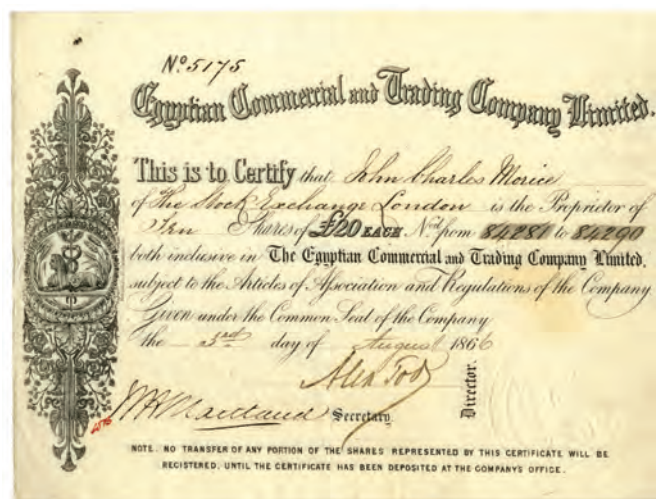 No. 5175
Egyptian Commercial and Trading Company Limited.
This is to Certify that John Charles Morice
of The Stock Exchange London is the Proprietor of
Ten Shares of £20 EACH Nod. from 84281 to 84290
both inclusive in The Egyptian Commercial and Trading Company Limited,
subject to the Articles of Association and Regulations of the Company
Given under the Common Seal of the Company
the 3rd day of August 1866
Alex Tod
Director.
Maitland Secretary.
NOTE. NO TRANSFER OF ANY PORTION OF THE SHARES REPRESENTED BY THIS CERTIFICATE WILL BE
REGISTERED, UNTIL THE CERTIFICATE HAS BEEN DEPOSITED AT THE COMPANY'S OFFICE.